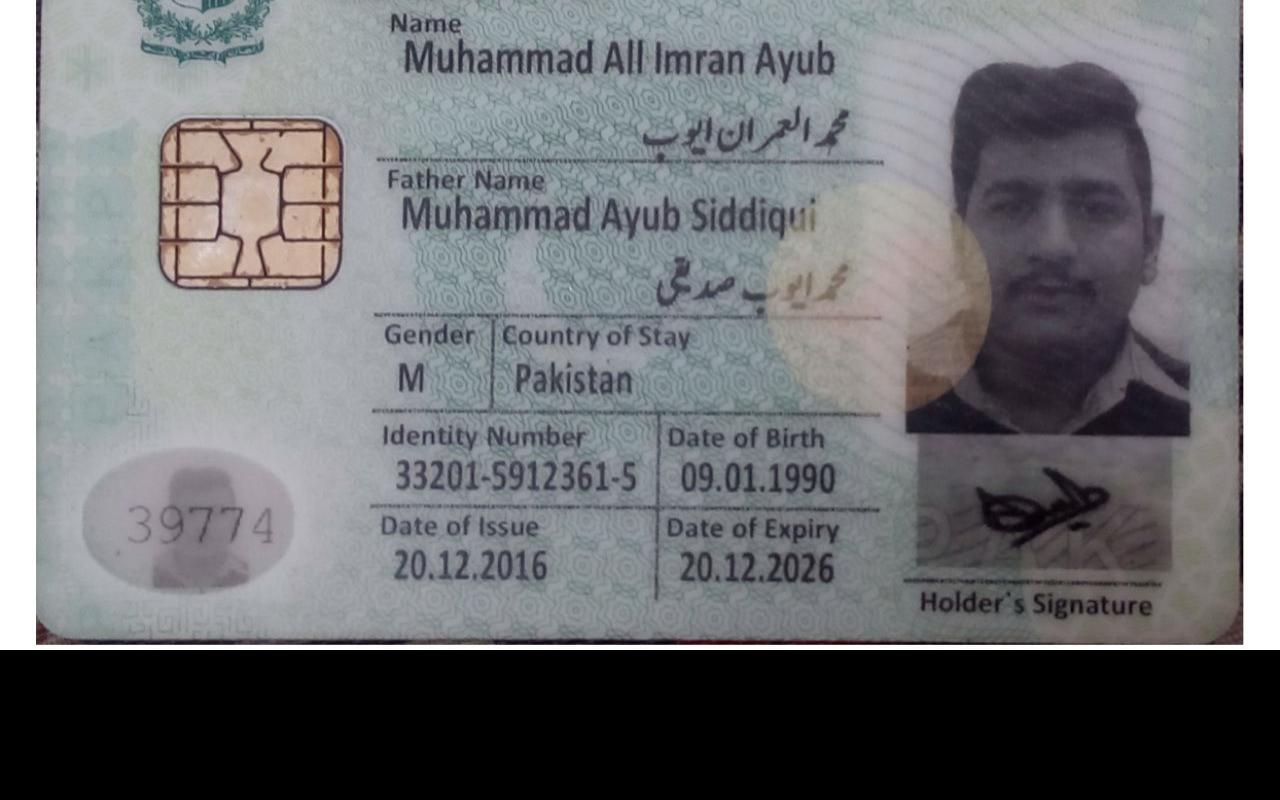 Name
Muhammad All Imran Ayub
محمد العمران ایوب
Father Name
Muhammad Ayub Siddiqui
محمد ایوب صدیقی
Gender Country of Stay
M Pakistan
Identity Number Date of Birth
33201-5912361-5 09.01.1990
Date of Issue Date of Expiry
20.12.2016 20.12.2026
39774
Holder`s Signature